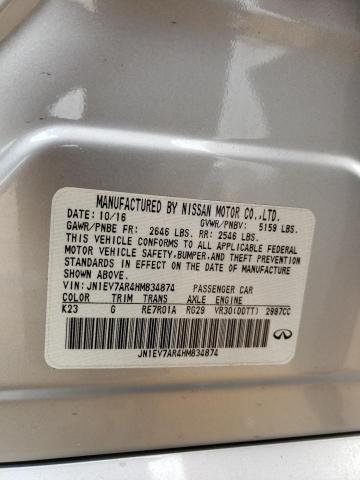 MANUFACTURED BY NISSAN MOTOR CO.,LTD.
DATE: 10/16 GVWR/PNBV: 5159 LBS.
GAWR/PNBE FR: 2646 LBS. RR: 2546 LBS.
THIS VEHICLE CONFORMS TO ALL APPLICABLE FEDERAL
MOTOR VEHICLE SAFETY,BUMPER,AND THEFT PREVENTION
STANDARDS IN EFFECT ON THE DATE OF MANUFACTURE
SHOWN ABOVE.
VIN: JN1EV7AR4HM834874 PASSENGER CAR
COLOR TRIM TRANS AXLE ENGINE
K23 G RE7R01A RG29 VR30(DDTT) 2997CC
JN1EV7AR4HM834874